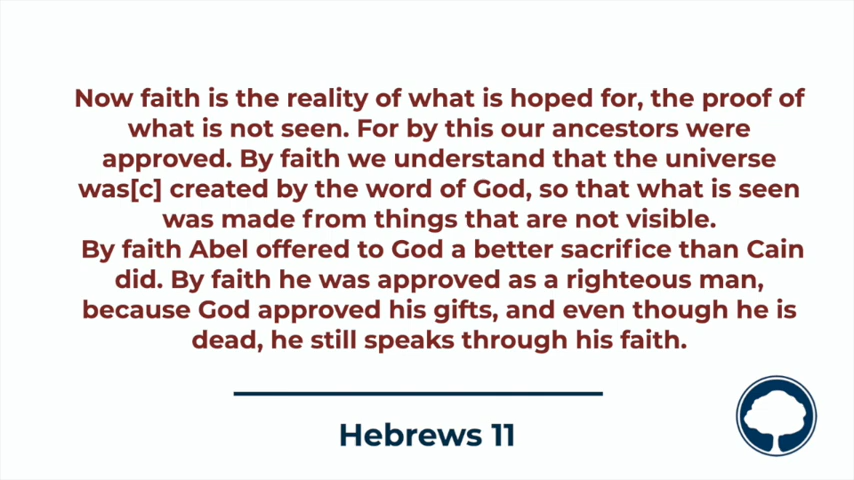 Now faith is the reality of what is hoped for, the proof of
what is not seen. For by this our ancestors were
approved. By faith we understand that the universe
was[c] created by the word of God, so that what is seen
was made from things that are not visible.
By faith Abel offered to God a better sacrifice than Cain
did. By faith he was approved as a righteous man,
because God approved his gifts, and even though he is
dead, he still speaks through his faith.
Hebrews 11